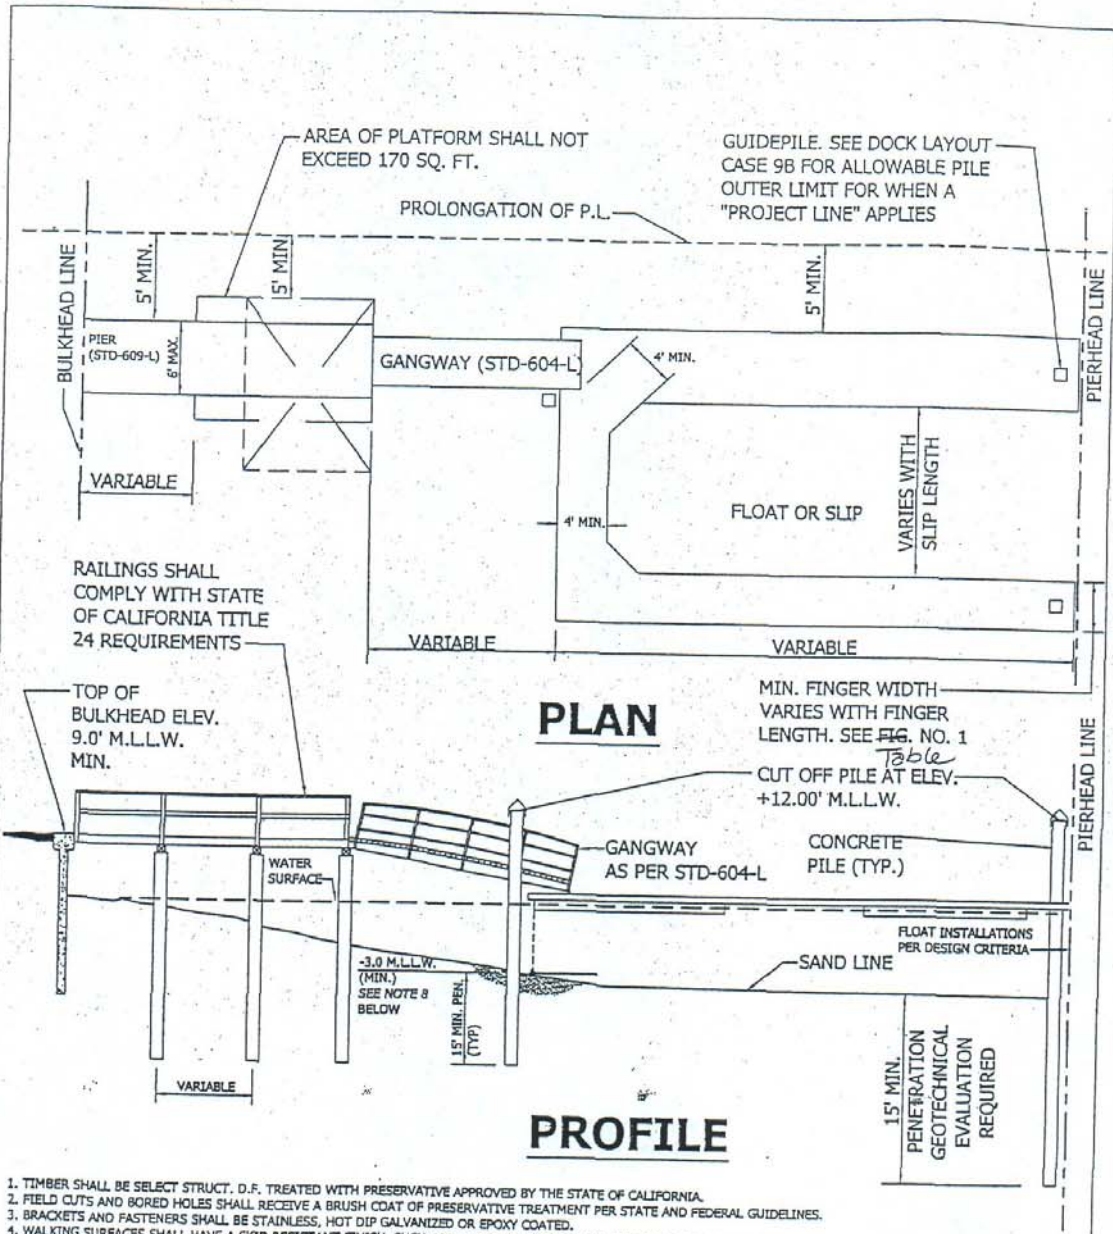 AREA OF PLATFORM SHALL NOT
EXCEED 170 SQ. FT.
GUIDEPILE. SEE DOCK LAYOUT
CASE 9B FOR ALLOWABLE PILE
OUTER LIMIT FOR WHEN A
"PROJECT LINE" APPLIES
PROLONGATION OF P.L.
BULKHEAD LINE
5' MIN.
5' MIN
5' MIN.
PIERHEAD LINE
PIER
(STD-609-L)
6' MAX.
GANGWAY (STD-604-L)
4' MIN.
VARIABLE
4' MIN.
FLOAT OR SLIP
VARIES WITH
SLIP LENGTH
RAILINGS SHALL
COMPLY WITH STATE
OF CALIFORNIA TITLE
24 REQUIREMENTS
VARIABLE
VARIABLE
TOP OF
BULKHEAD ELEV.
9.0' M.L.L.W.
MIN.
PLAN
MIN. FINGER WIDTH
VARIES WITH FINGER
LENGTH. SEE FIG. NO. 1
Table
CUT OFF PILE AT ELEV.
+12.00' M.L.L.W.
PIERHEAD LINE
GANGWAY
AS PER STD-604-L
CONCRETE
PILE (TYP.)
WATER
SURFACE
FLOAT INSTALLATIONS
PER DESIGN CRITERIA
-3.0 M.L.L.W.
(MIN.)
SEE NOTE 8
BELOW
SAND LINE
15' MIN. PEN.
(TYP)
15' MIN.
PENETRATION
GEOTECHNICAL
EVALUATION
REQUIRED
VARIABLE
PROFILE
1. TIMBER SHALL BE SELECT STRUCT. D.F. TREATED WITH PRESERVATIVE APPROVED BY THE STATE OF CALIFORNIA.
2. FIELD CUTS AND BORED HOLES SHALL RECEIVE A BRUSH COAT OF PRESERVATIVE TREATMENT PER STATE AND FEDERAL GUIDELINES.
3. BRACKETS AND FASTENERS SHALL BE STAINLESS, HOT DIP GALVANIZED OR EPOXY COATED.
4. WALKING SURFACES SHALL HAVE A